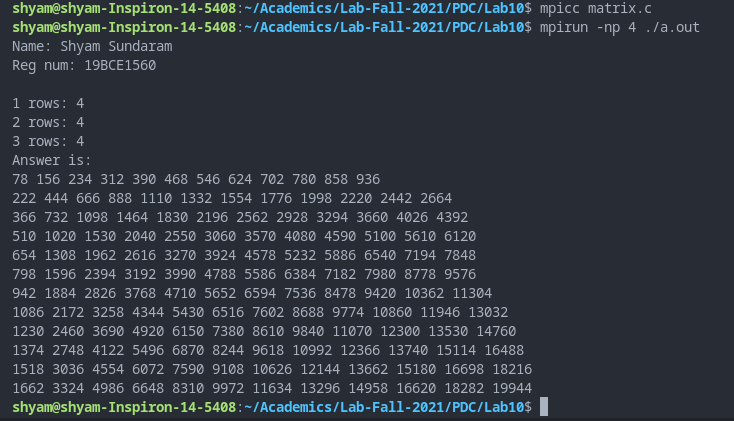 shyam@shyam-Inspiron-14-5408:~/Academics/Lab-Fall-2021/PDC/Lab10$ mpicc matrix.c
shyam@shyam-Inspiron-14-5408:~/Academics/Lab-Fall-2021/PDC/Lab10$ mpirun -np 4 ./a.out
Name: Shyam Sundaram
Reg num: 19BCE1560
1 rows: 4
2 rows: 4
3 rows: 4
Answer is:
78 156 234 312 390 468 546 624 702 780 858 936
222 444 666 888 1110 1332 1554 1776 1998 2220 2442 2664
366 732 1098 1464 1830 2196 2562 2928 3294 3660 4026 4392
510 1020 1530 2040 2550 3060 3570 4080 4590 5100 5610 6120
654 1308 1962 2616 3270 3924 4578 5232 5886 6540 7194 7848
798 1596 2394 3192 3990 4788 5586 6384 7182 7980 8778 9576
942 1884 2826 3768 4710 5652 6594 7536 8478 9420 10362 11304
1086 2172 3258 4344 5430 6516 7602 8688 9774 10860 11946 13032
1230 2460 3690 4920 6150 7380 8610 9840 11070 12300 13530 14760
1374 2748 4122 5496 6870 8244 9618 10992 12366 13740 15114 16488
1518 3036 4554 6072 7590 9108 10626 12144 13662 15180 16698 18216
1662 3324 4986 6648 8310 9972 11634 13296 14958 16620 18282 19944
shyam@shyam-Inspiron-14-5408:~/Academics/Lab-Fall-2021/PDC/Lab10$